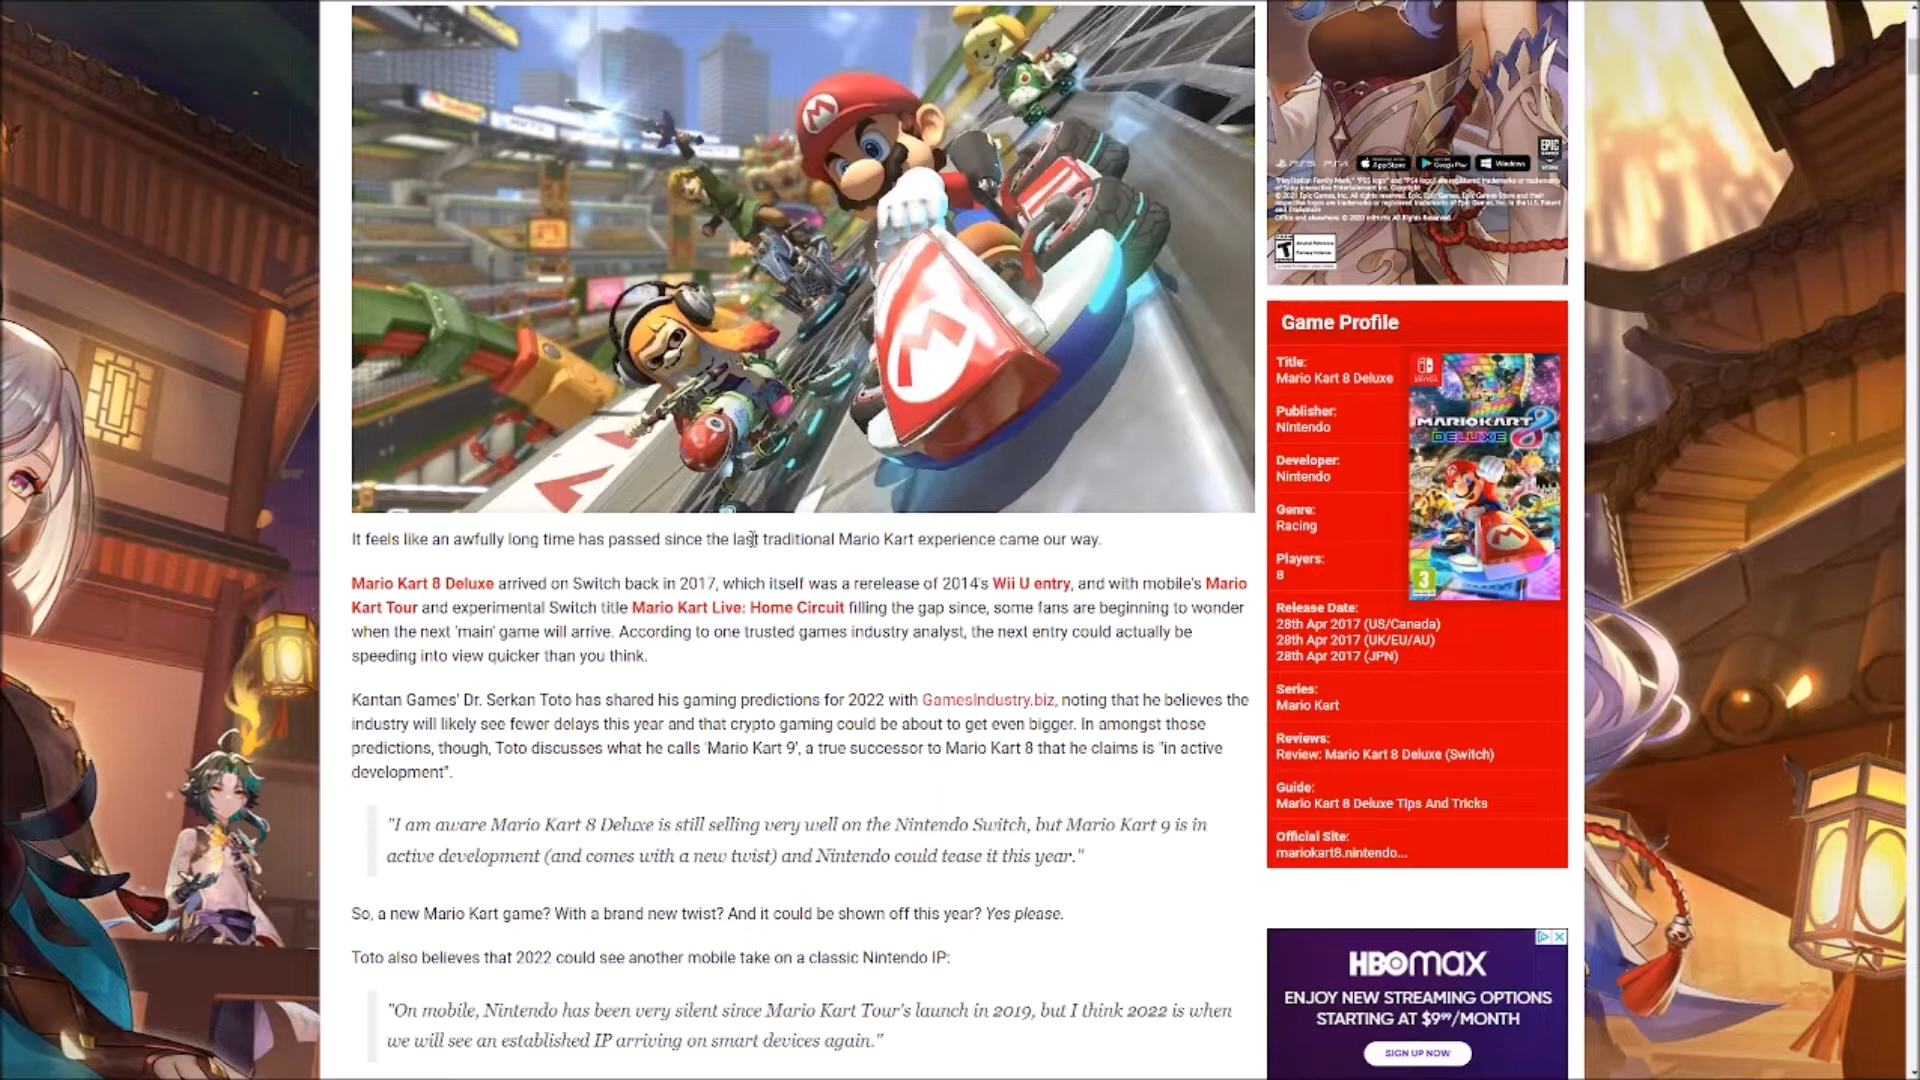 It feels like an awfully long time has passed since the last traditional Mario Kart experience came our way.
Mario Kart 8 Deluxe arrived on Switch back in 2017, which itself was a rerelease of 2014's Wii U entry, and with mobile's Mario
Kart Tour and experimental Switch title Mario Kart Live: Home Circuit filling the gap since, some fans are beginning to wonder
when the next 'main' game will arrive. According to one trusted games industry analyst, the next entry could actually be
speeding into view quicker than you think.
Kantan Games' Dr. Serkan Toto has shared his gaming predictions for 2022 with GamesIndustry.biz, noting that he believes the
industry will likely see fewer delays this year and that crypto gaming could be about to get even bigger. In amongst those
predictions, though, Toto discusses what he calls 'Mario Kart 9', a true successor to Mario Kart 8 that he claims is "in active
development".
"I am aware Mario Kart 8 Deluxe is still selling very well on the Nintendo Switch, but Mario Kart 9 is in
active development (and comes with a new twist) and Nintendo could tease it this year."
So, a new Mario Kart game? With a brand new twist? And it could be shown off this year? Yes please.
Toto also believes that 2022 could see another mobile take on a classic Nintendo IP:
"On mobile, Nintendo has been very silent since Mario Kart Tour's launch in 2019, but I think 2022 is when
we will see an established IP arriving on smart devices again."
PS5 PS4 App Store Google Play Windows EPIC GAMES
Game Profile
Title:
Mario Kart 8 Deluxe
Publisher:
Nintendo
Developer:
Nintendo
Genre:
Racing
Players:
8
Release Date:
28th Apr 2017 (US/Canada)
28th Apr 2017 (UK/EU/AU)
28th Apr 2017 (JPN)
Series:
Mario Kart
Reviews:
Review: Mario Kart 8 Deluxe (Switch)
Guide:
Mario Kart 8 Deluxe Tips And Tricks
Official Site:
mariokart8.nintendo...
MARIOKART 8
DELUXE
3
HBOMAX
ENJOY NEW STREAMING OPTIONS
STARTING AT $9.99/MONTH
SIGN UP NOW